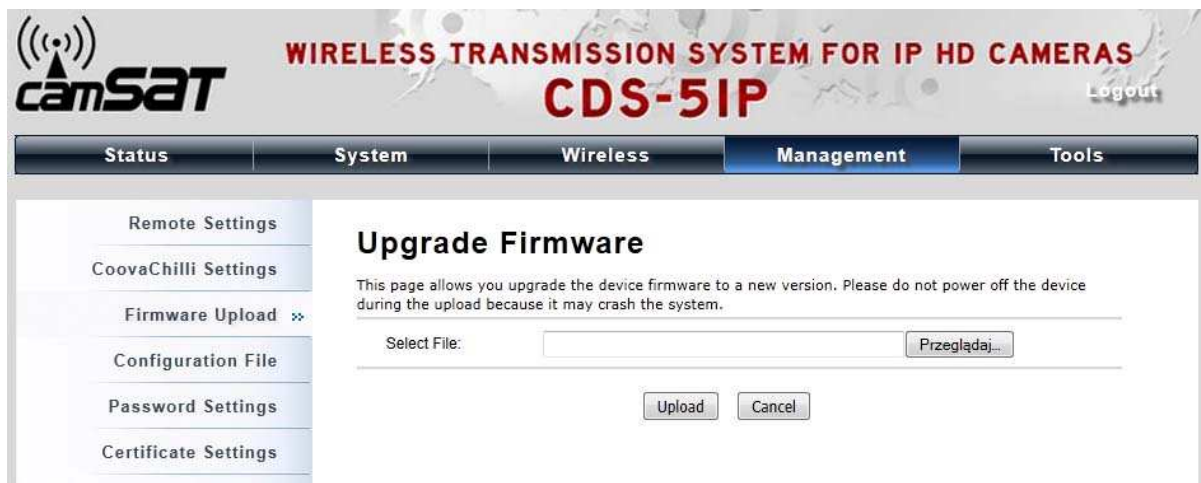 camSAT
WIRELESS TRANSMISSION SYSTEM FOR IP HD CAMERAS
CDS-5IP
Logout
Status System Wireless Management Tools
Remote Settings
CoovaChilli Settings
Firmware Upload »
Configuration File
Password Settings
Certificate Settings
Upgrade Firmware
This page allows you upgrade the device firmware to a new version. Please do not power off the device
during the upload because it may crash the system.
Select File: Przeglądaj...
Upload Cancel